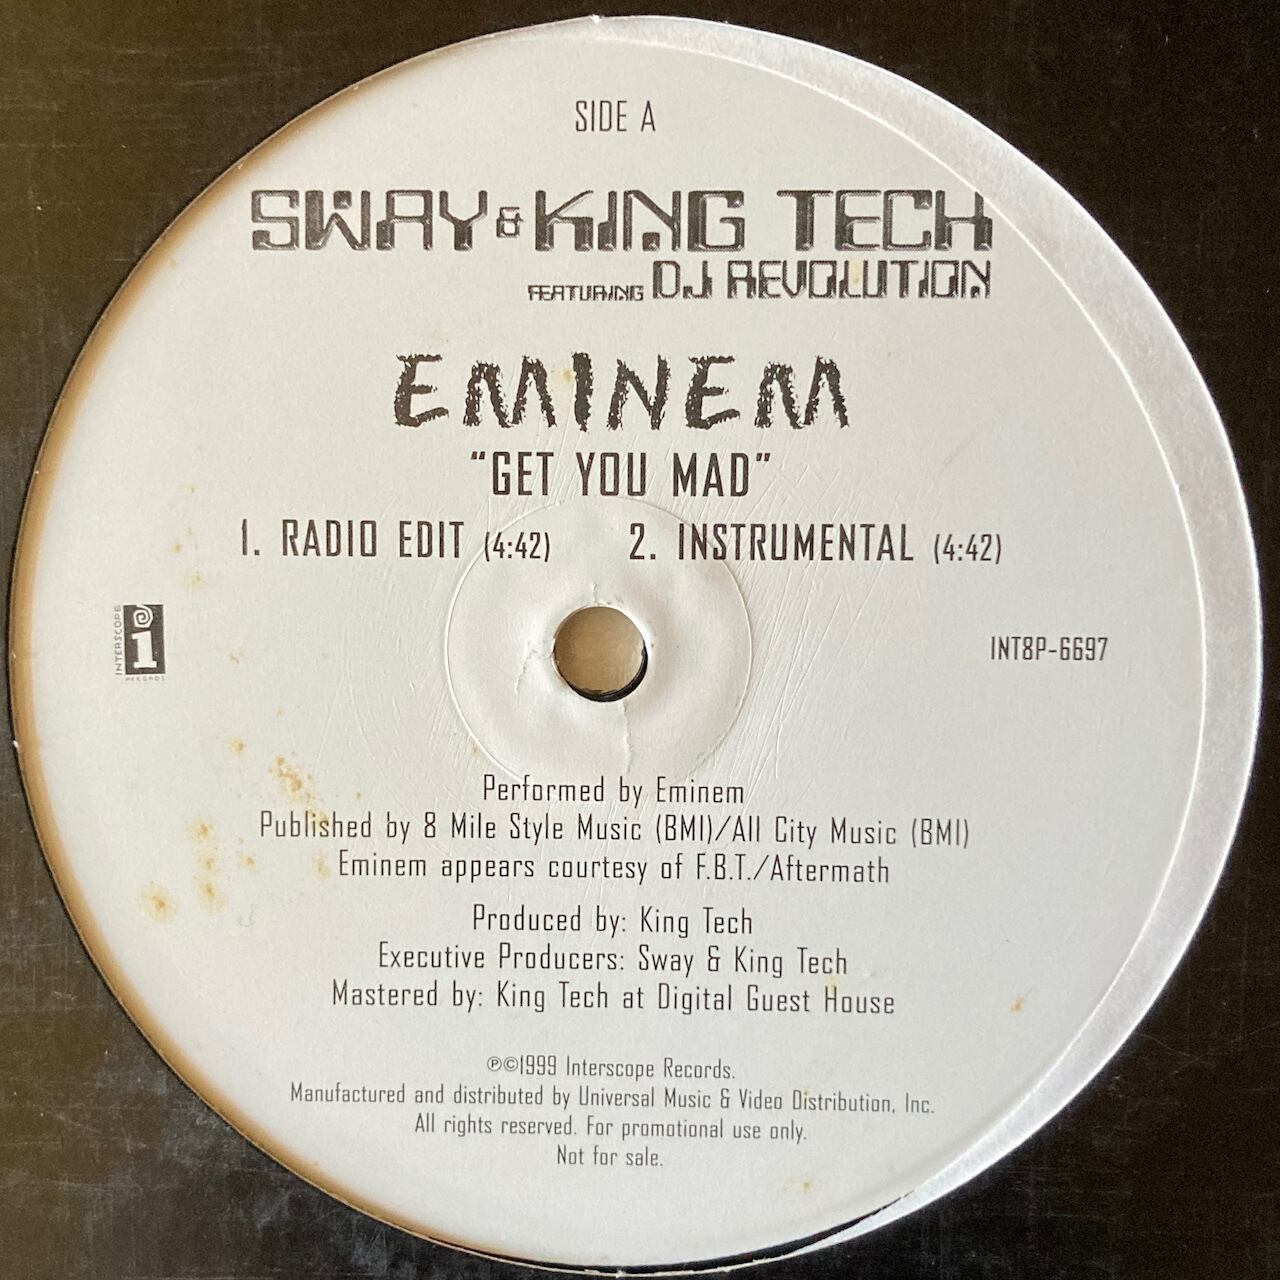 SIDE A
SWAY & KING TECH
FEATURING DJ REVOLUTION
EMINEM
“GET YOU MAD”
1. RADIO EDIT (4:42) 2. INSTRUMENTAL (4:42)
INTERSCOPE
i
RECORDS
INT8P-6697
Performed by Eminem
Published by 8 Mile Style Music (BMI)/All City Music (BMI)
Eminem appears courtesy of F.B.T./Aftermath
Produced by: King Tech
Executive Producers: Sway & King Tech
Mastered by: King Tech at Digital Guest House
℗©1999 Interscope Records.
Manufactured and distributed by Universal Music & Video Distribution, Inc.
All rights reserved. For promotional use only.
Not for sale.